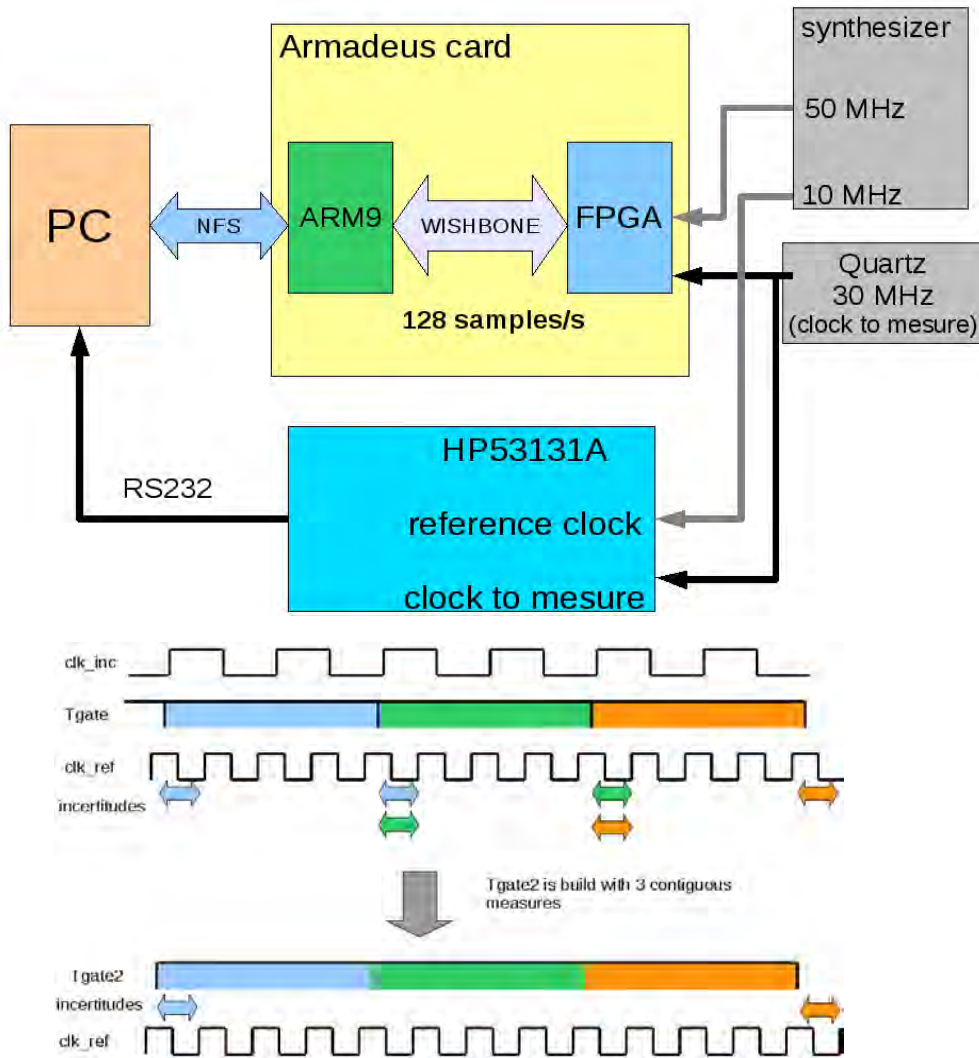 Armadeus card
synthesizer
50 MHz
10 MHz
PC
NFS
ARM9
WISHBONE
FPGA
128 samples/s
Quartz
30 MHz
(clock to mesure)
HP53131A
RS232
reference clock
clock to mesure
clk_inc
Tgate
clk_ref
incertitudes
Tgate2 is build with 3 contiguous
measures
Tgate2
incertitudes
clk_ref